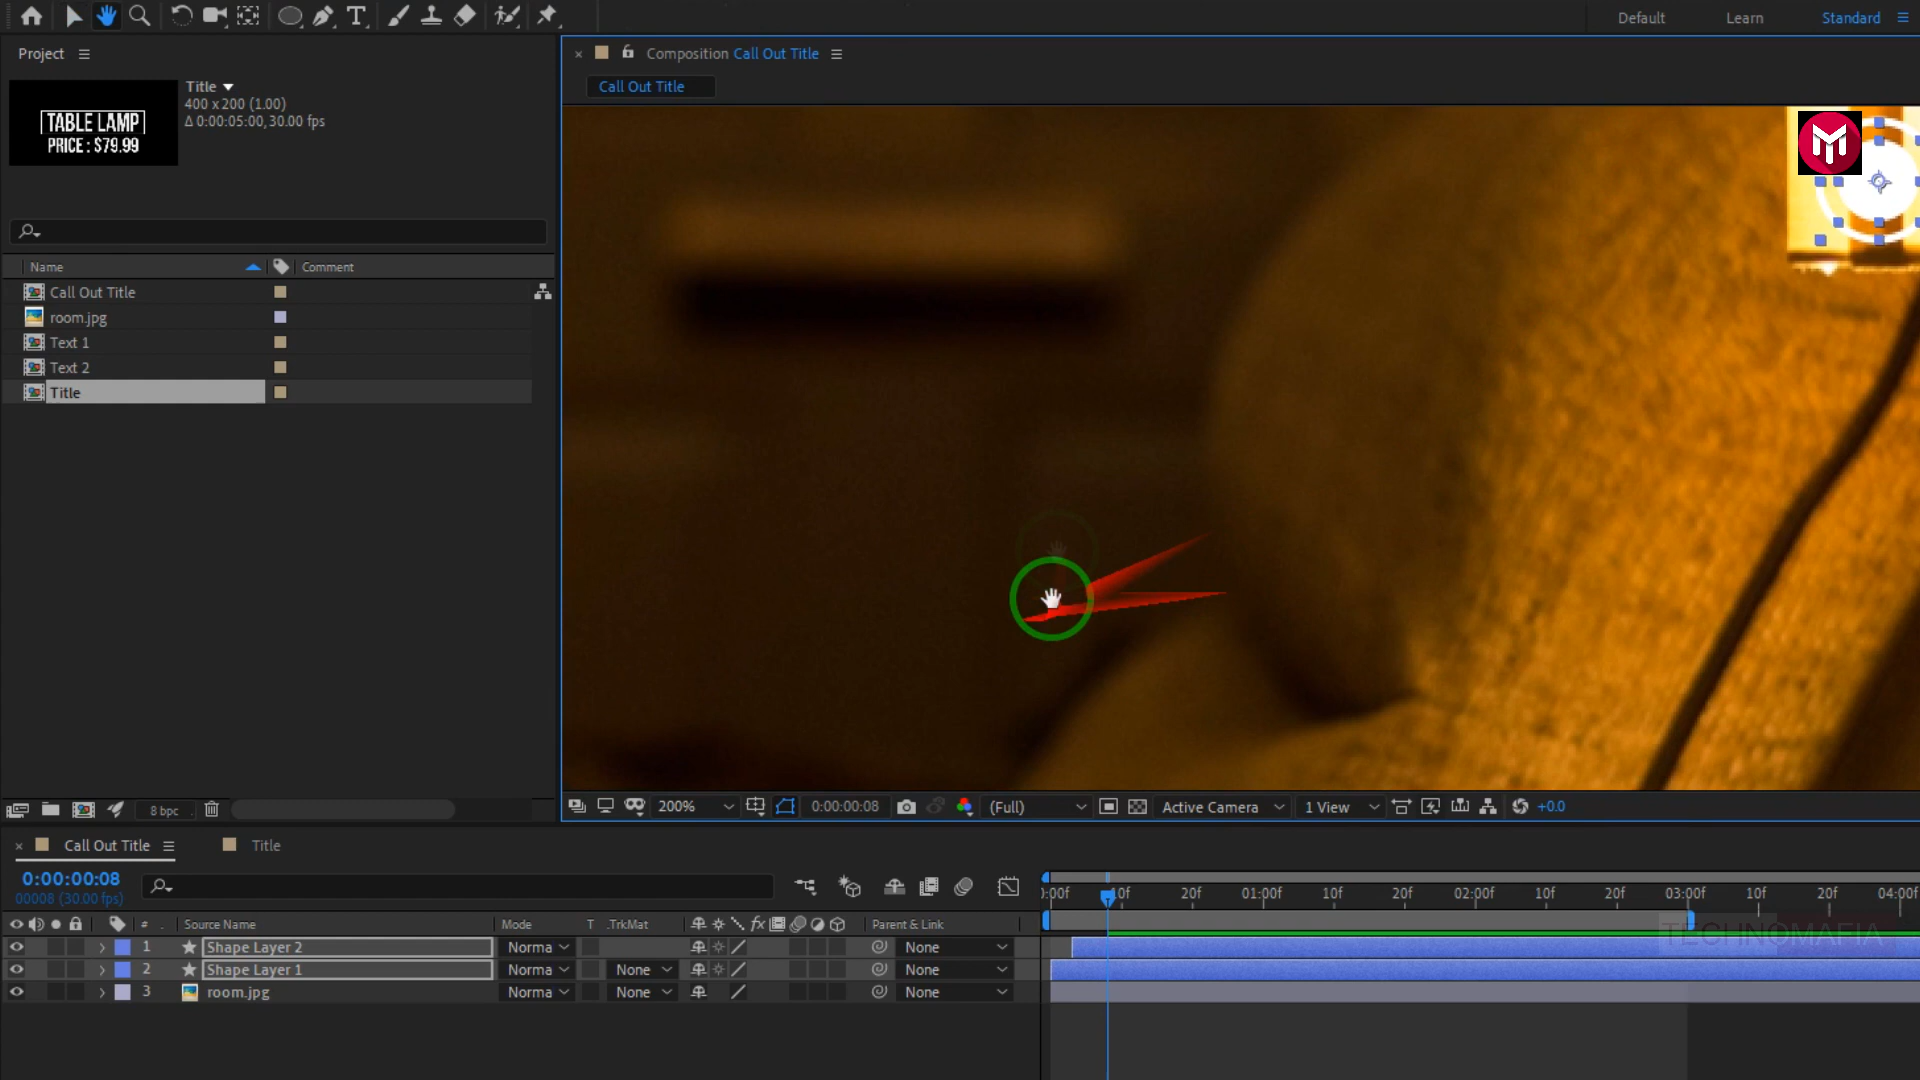 Default Learn Standard
Project
Composition Call Out Title
Call Out Title
Title
400 x 200 (1.00)
Δ 0:00:05:00, 30.00 fps
TABLE LAMP
PRICE : $79.99
Name Comment
Call Out Title
room.jpg
Text 1
Text 2
Title
8 bpc
200% 0:00:00:08 (Full) Active Camera 1 View +0.0
Call Out Title Title
0:00:00:08
00008 (30.00 fps)
:00f 10f 20f 01:00f 10f 20f 02:00f 10f 20f 03:00f 10f 20f 04:00f
# Source Name Mode T .TrkMat fx Parent & Link
1 Shape Layer 2 Norma None
2 Shape Layer 1 Norma None None
3 room.jpg Norma None None
TECHNOMAFIA